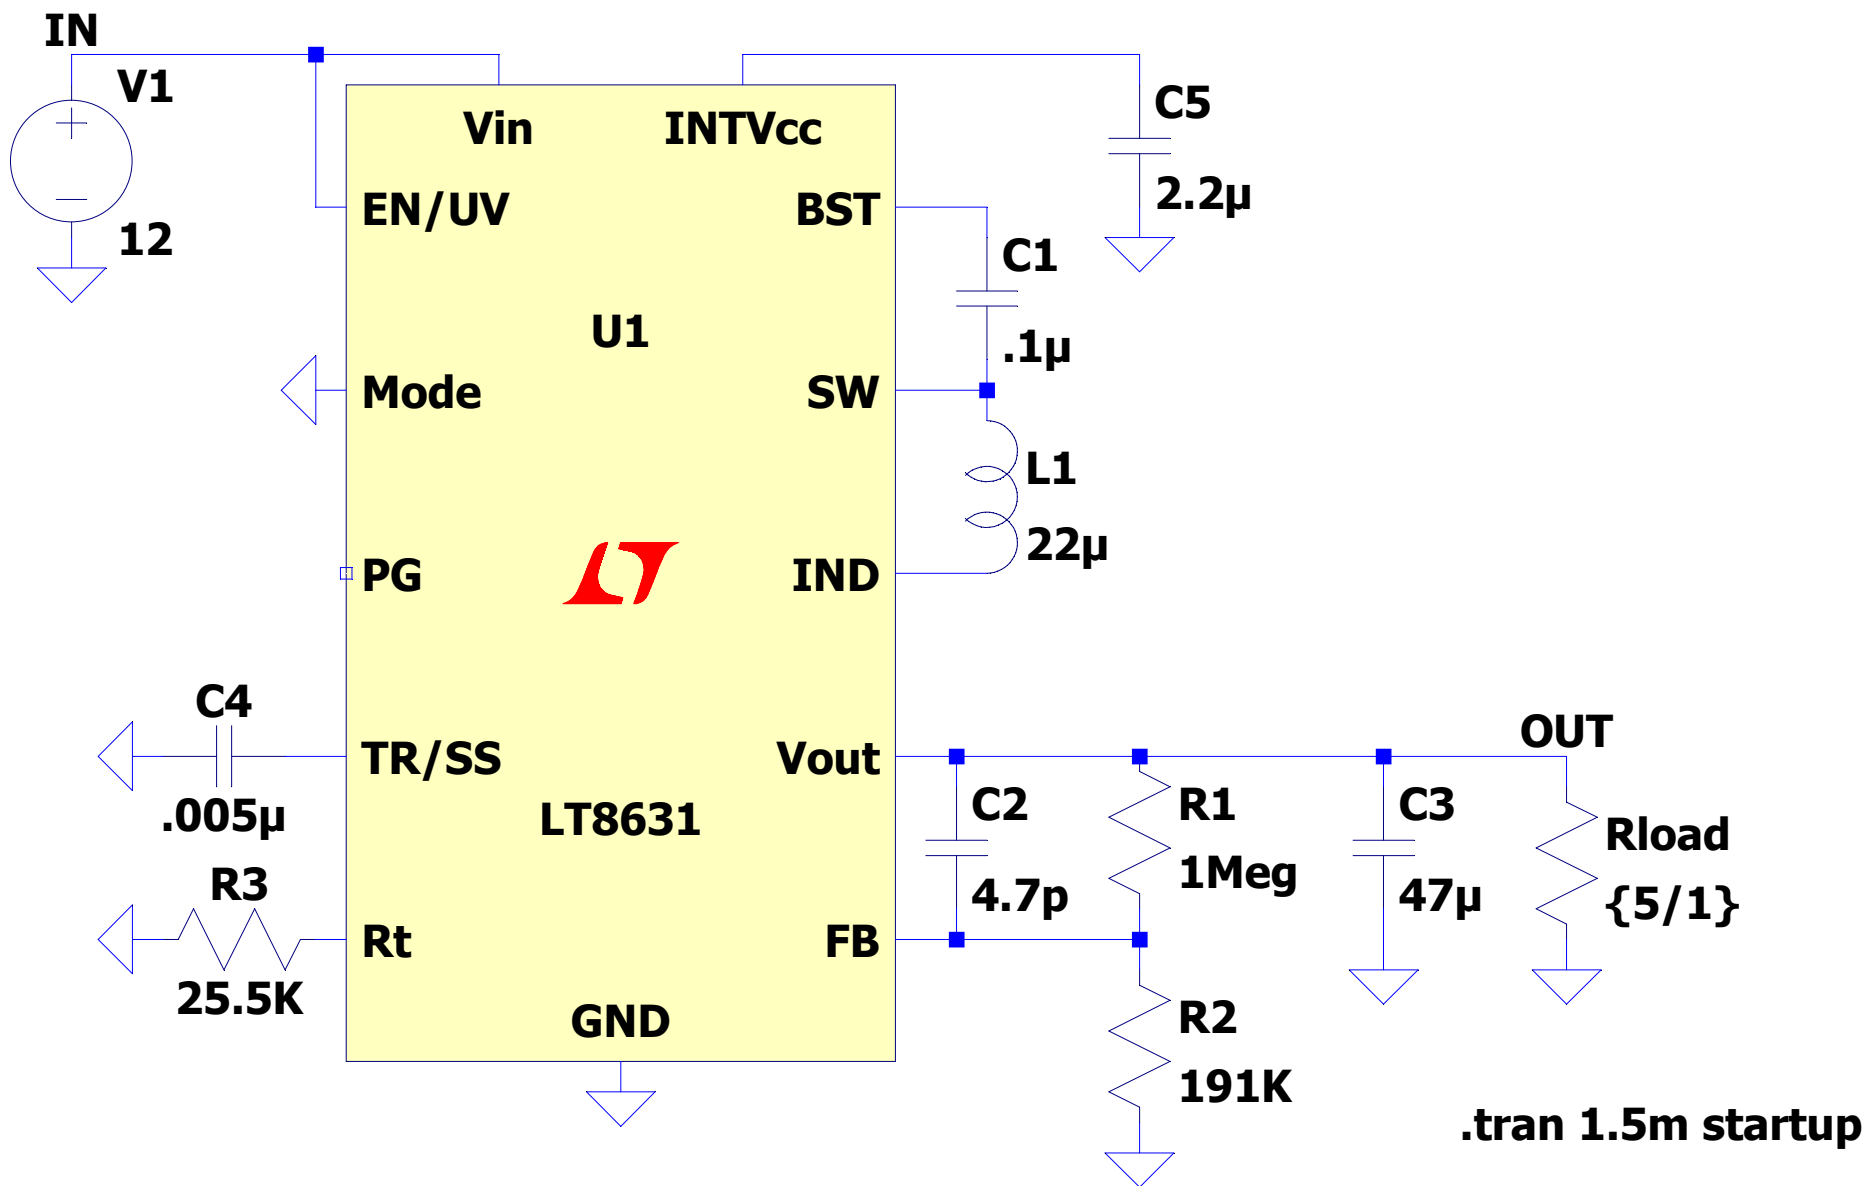 IN
V1
12
Vin
INTVcc
EN/UV
BST
C5
2.2µ
C1
.1µ
U1
Mode
SW
L1
22µ
PG
IND
C4
.005µ
TR/SS
Vout
LT8631
C2
4.7p
R1
1Meg
C3
47µ
OUT
Rload
{5/1}
R3
25.5K
Rt
FB
GND
R2
191K
.tran 1.5m startup